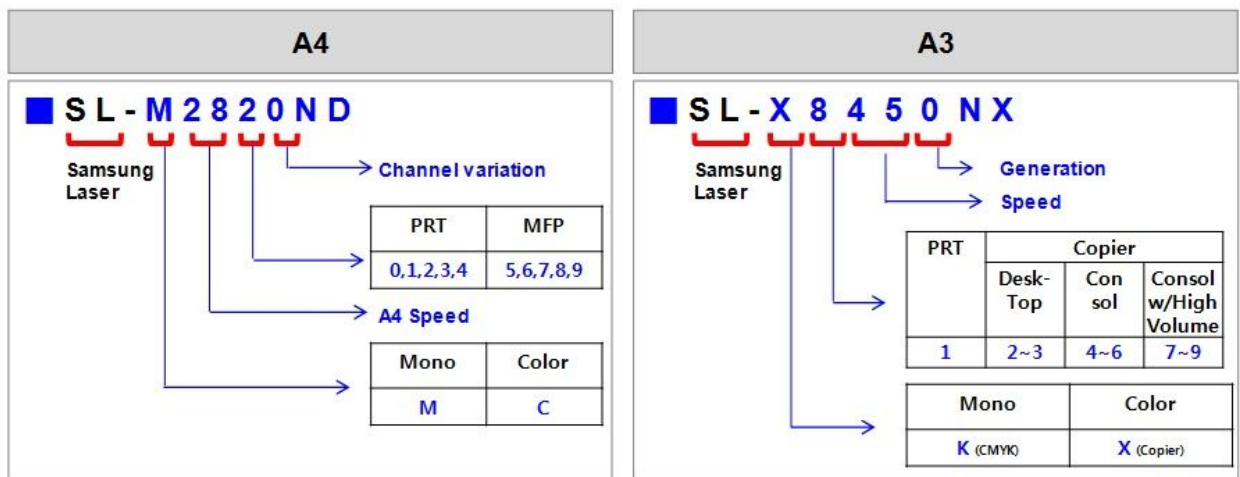 A4
■ SL-M2820ND
Samsung
Laser
Channel variation
PRT MFP
0,1,2,3,4 5,6,7,8,9
A4 Speed
Mono Color
M C
A3
■ SL-X8450NX
Samsung
Laser
Generation
Speed
PRT Copier
Desk-
Top
Con
sol
Consol
w/High
Volume
1 2~3 4~6 7~9
Mono Color
K (CMYK) X (Copier)